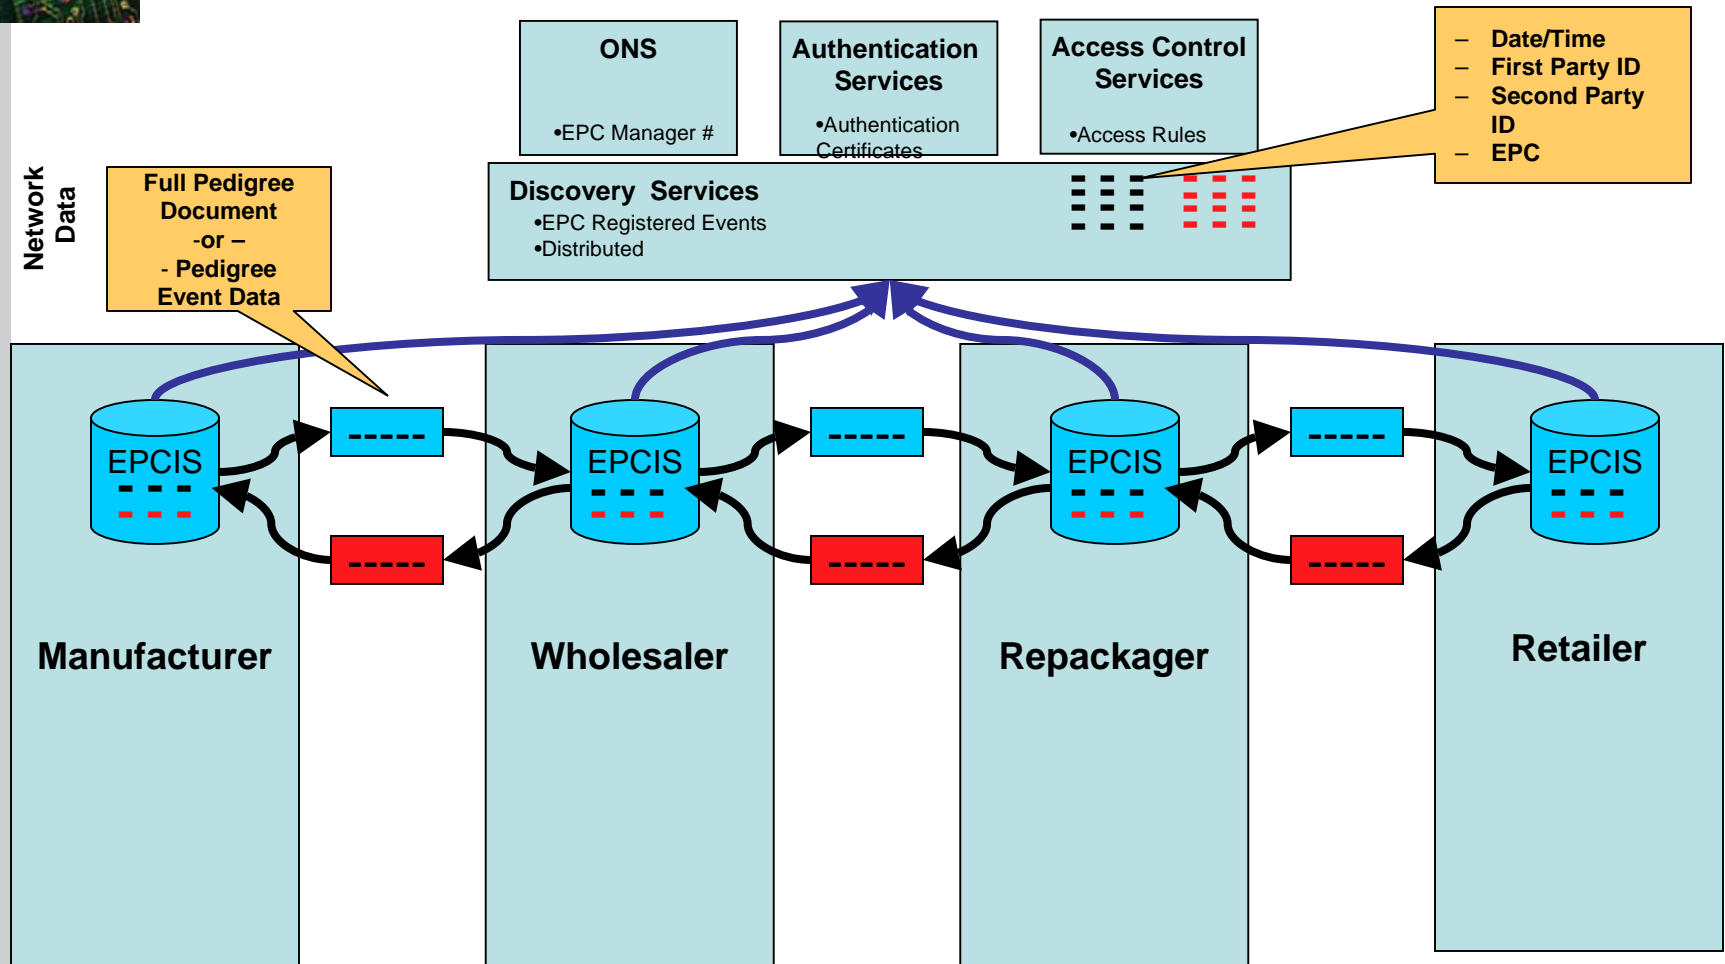 ONS
•EPC Manager #
Authentication
Services
•Authentication
Certificates
Access Control
Services
•Access Rules
– Date/Time
– First Party ID
– Second Party
ID
– EPC
Network
Data
Full Pedigree
Document
-or –
- Pedigree
Event Data
Discovery Services
•EPC Registered Events
•Distributed
EPCIS
-----
EPCIS
-----
EPCIS
-----
EPCIS
-----
-----
-----
Manufacturer
Wholesaler
Repackager
Retailer